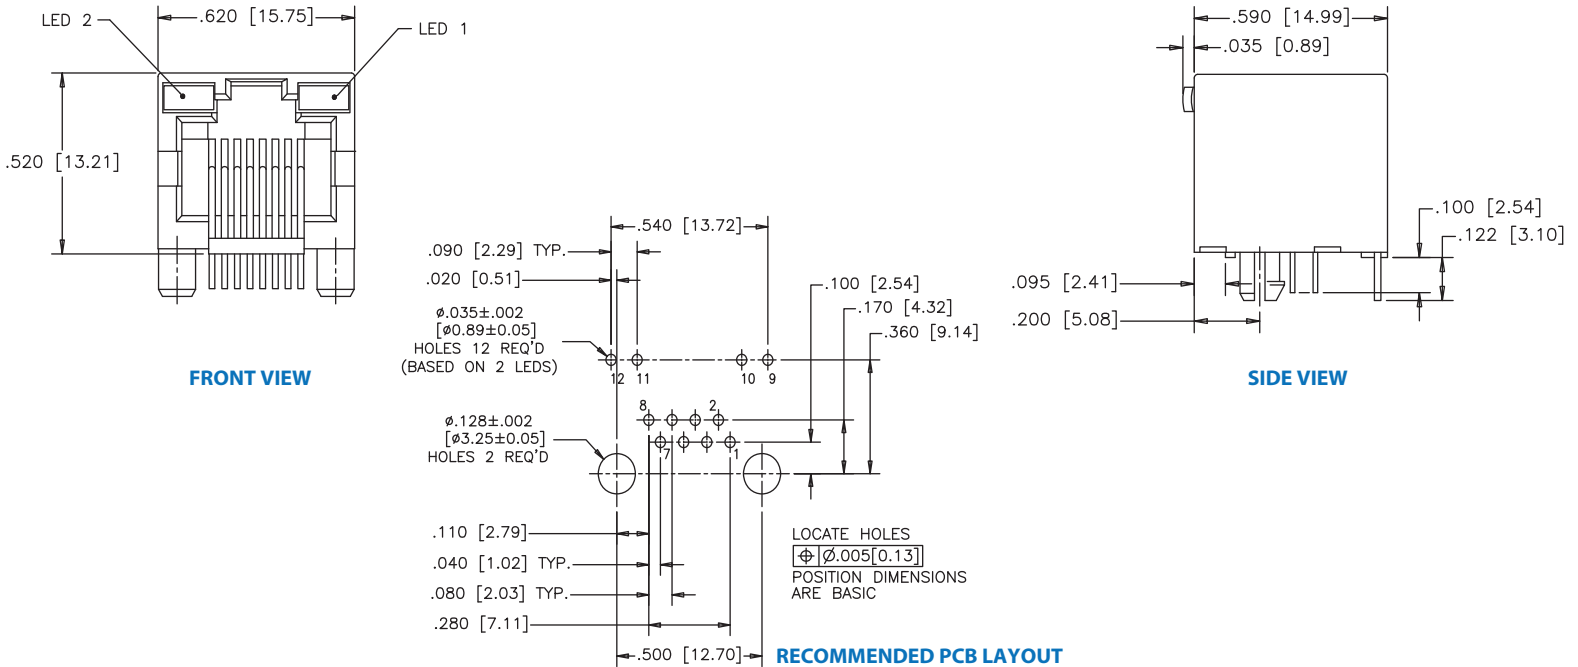 LED 2
.620 [15.75]
LED 1
.520 [13.21]
FRONT VIEW
.540 [13.72]
.090 [2.29] TYP.
.020 [0.51]
.100 [2.54]
.170 [4.32]
.360 [9.14]
ø.035±.002
[ø0.89±0.05]
HOLES 12 REQ'D
(BASED ON 2 LEDS)
12 11 10 9
8 2
7 1
ø.128±.002
[ø3.25±0.05]
HOLES 2 REQ'D
.110 [2.79]
.040 [1.02] TYP.
.080 [2.03] TYP.
.280 [7.11]
.500 [12.70]
LOCATE HOLES
⌖ Ø.005[0.13]
POSITION DIMENSIONS
ARE BASIC
RECOMMENDED PCB LAYOUT
.590 [14.99]
.035 [0.89]
.100 [2.54]
.122 [3.10]
.095 [2.41]
.200 [5.08]
SIDE VIEW